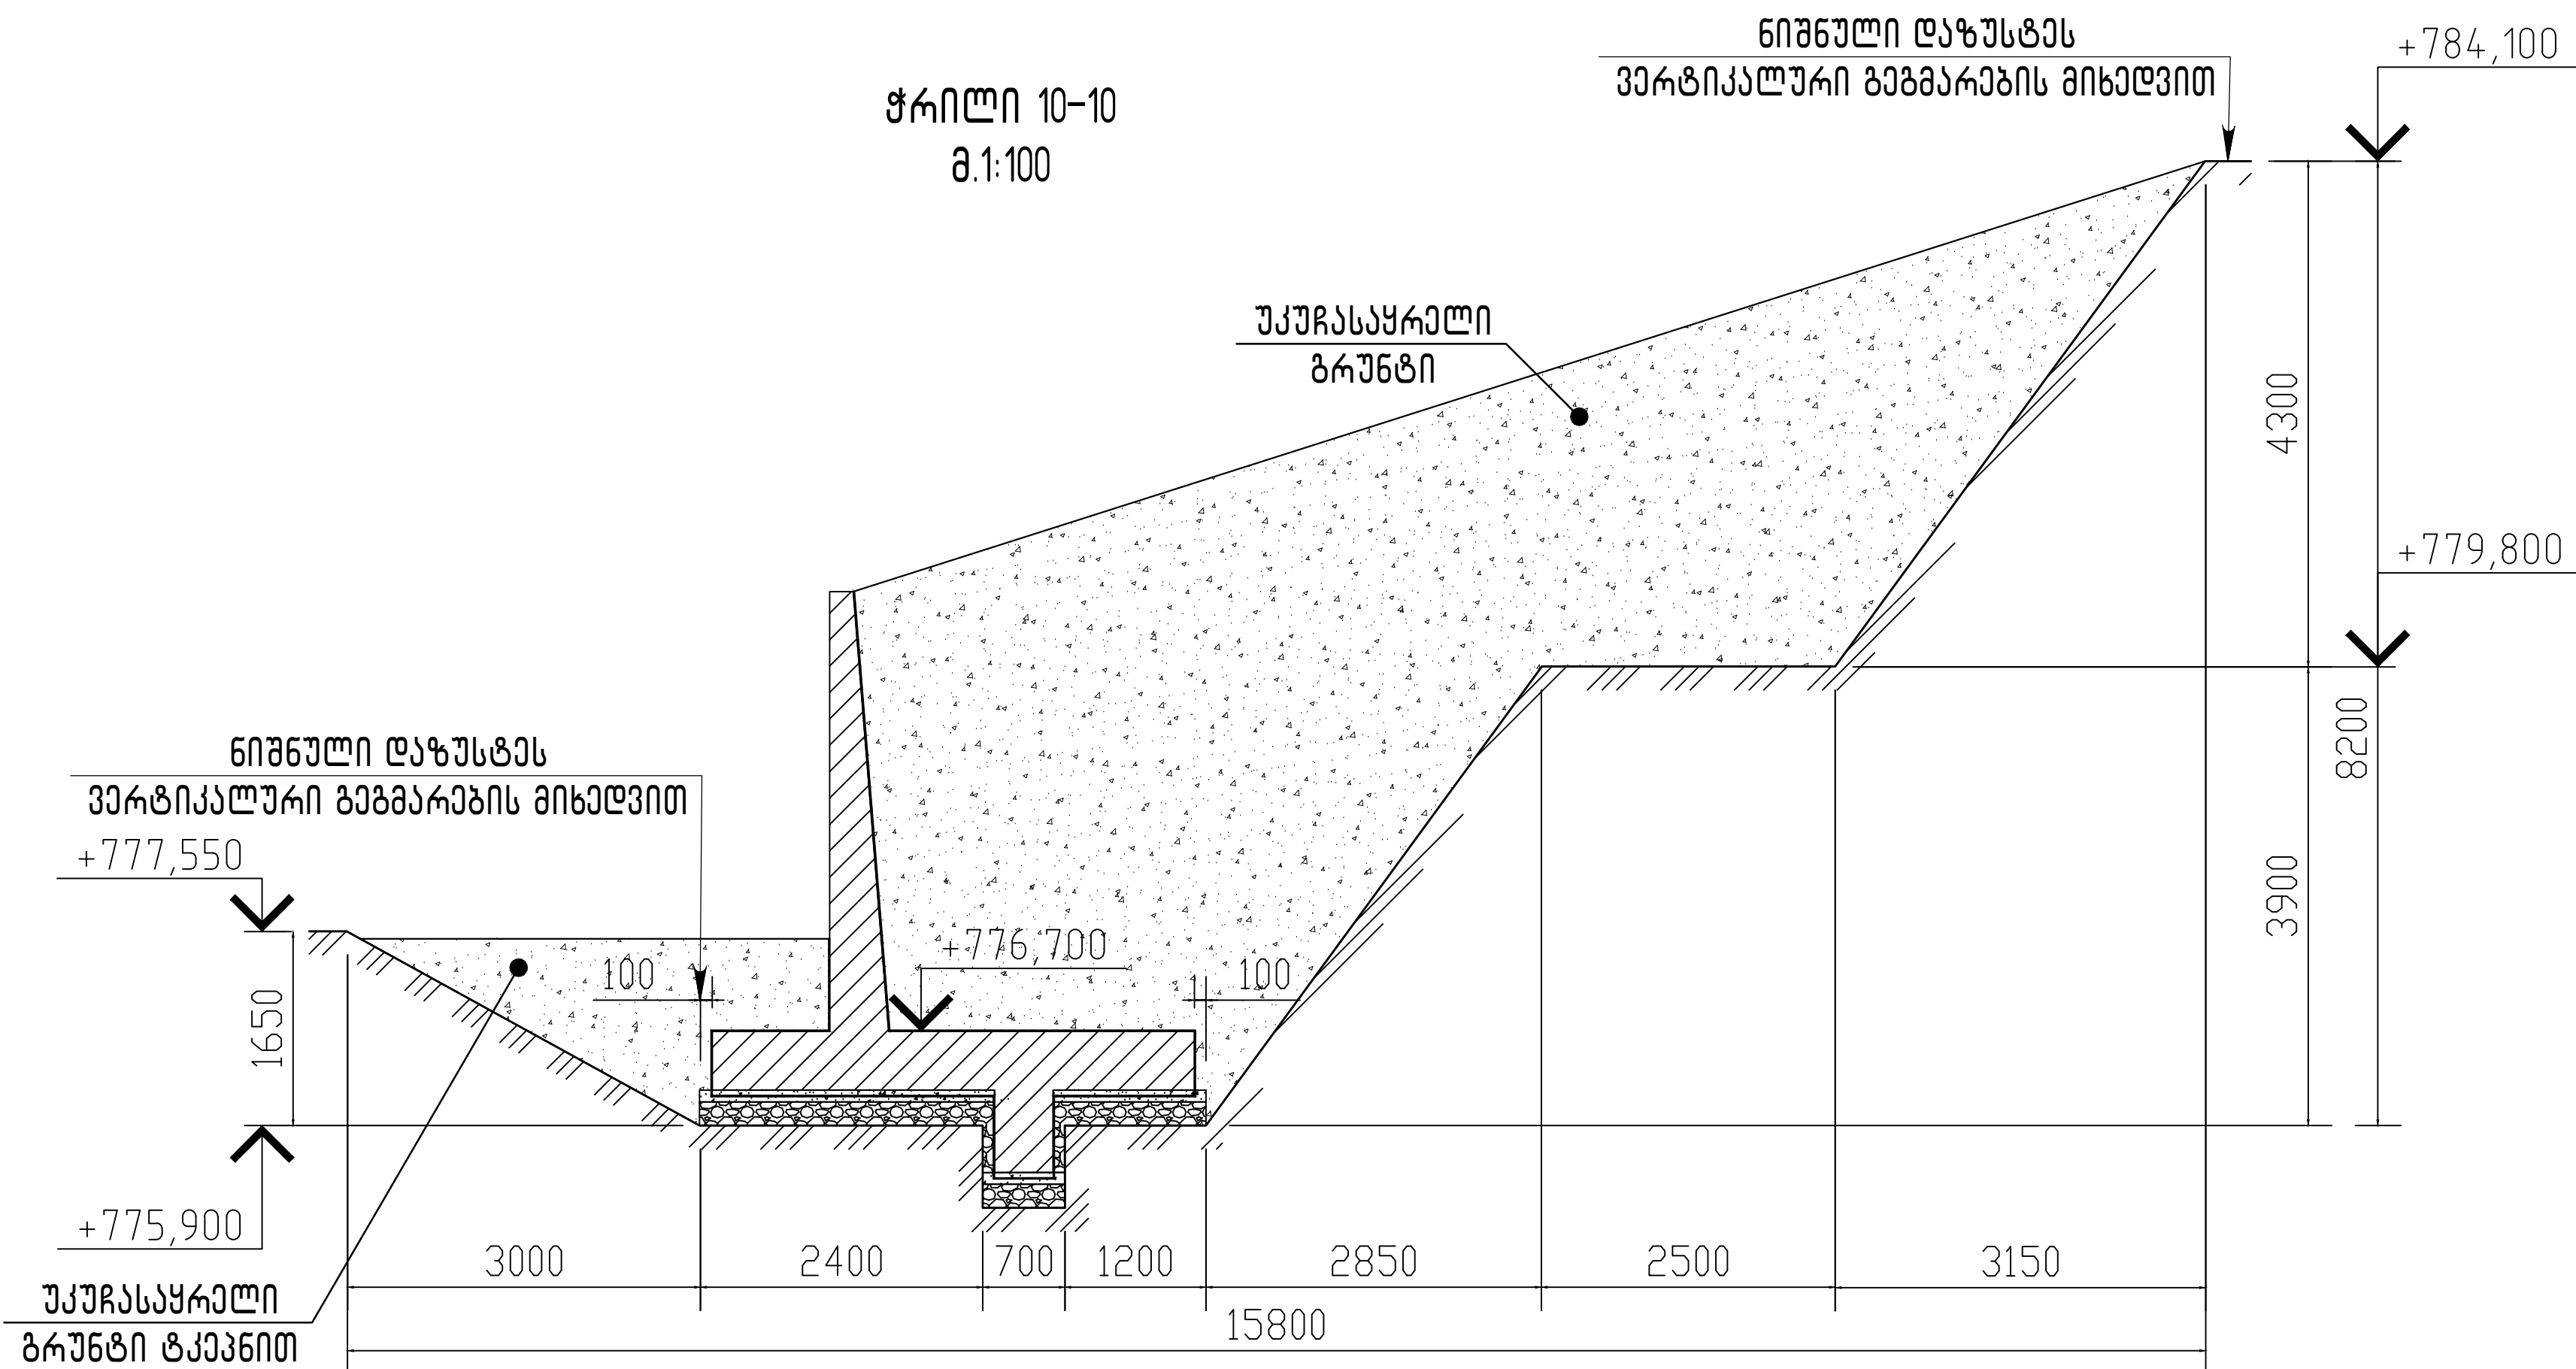 ნიშნული დაზუსტეს
ვერტიკალური გეგმარების მიხედვით
+784,100
ჭრილი 10-10
მ.1:100
უკუჩასაყრელი
გრუნტი
4300
+779,800
8200
ნიშნული დაზუსტეს
ვერტიკალური გეგმარების მიხედვით
+777,550
3900
+776,700
100
100
1650
+775,900
3000
2400
700
1200
2850
2500
3150
უკუჩასაყრელი
გრუნტი ტკეპნით
15800